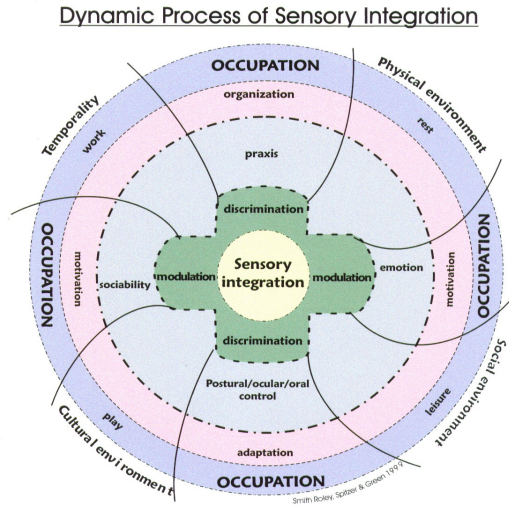 Dynamic Process of Sensory Integration
OCCUPATION
organization
Temporality
Physical environment
work
rest
praxis
discrimination
OCCUPATION
motivation
sociability
modulation
Sensory
integration
modulation
emotion
motivation
OCCUPATION
discrimination
Postural/ocular/oral
control
play
leisure
Cultural environment
Social environment
adaptation
OCCUPATION
Smith Roley, Spitzer & Green 1999